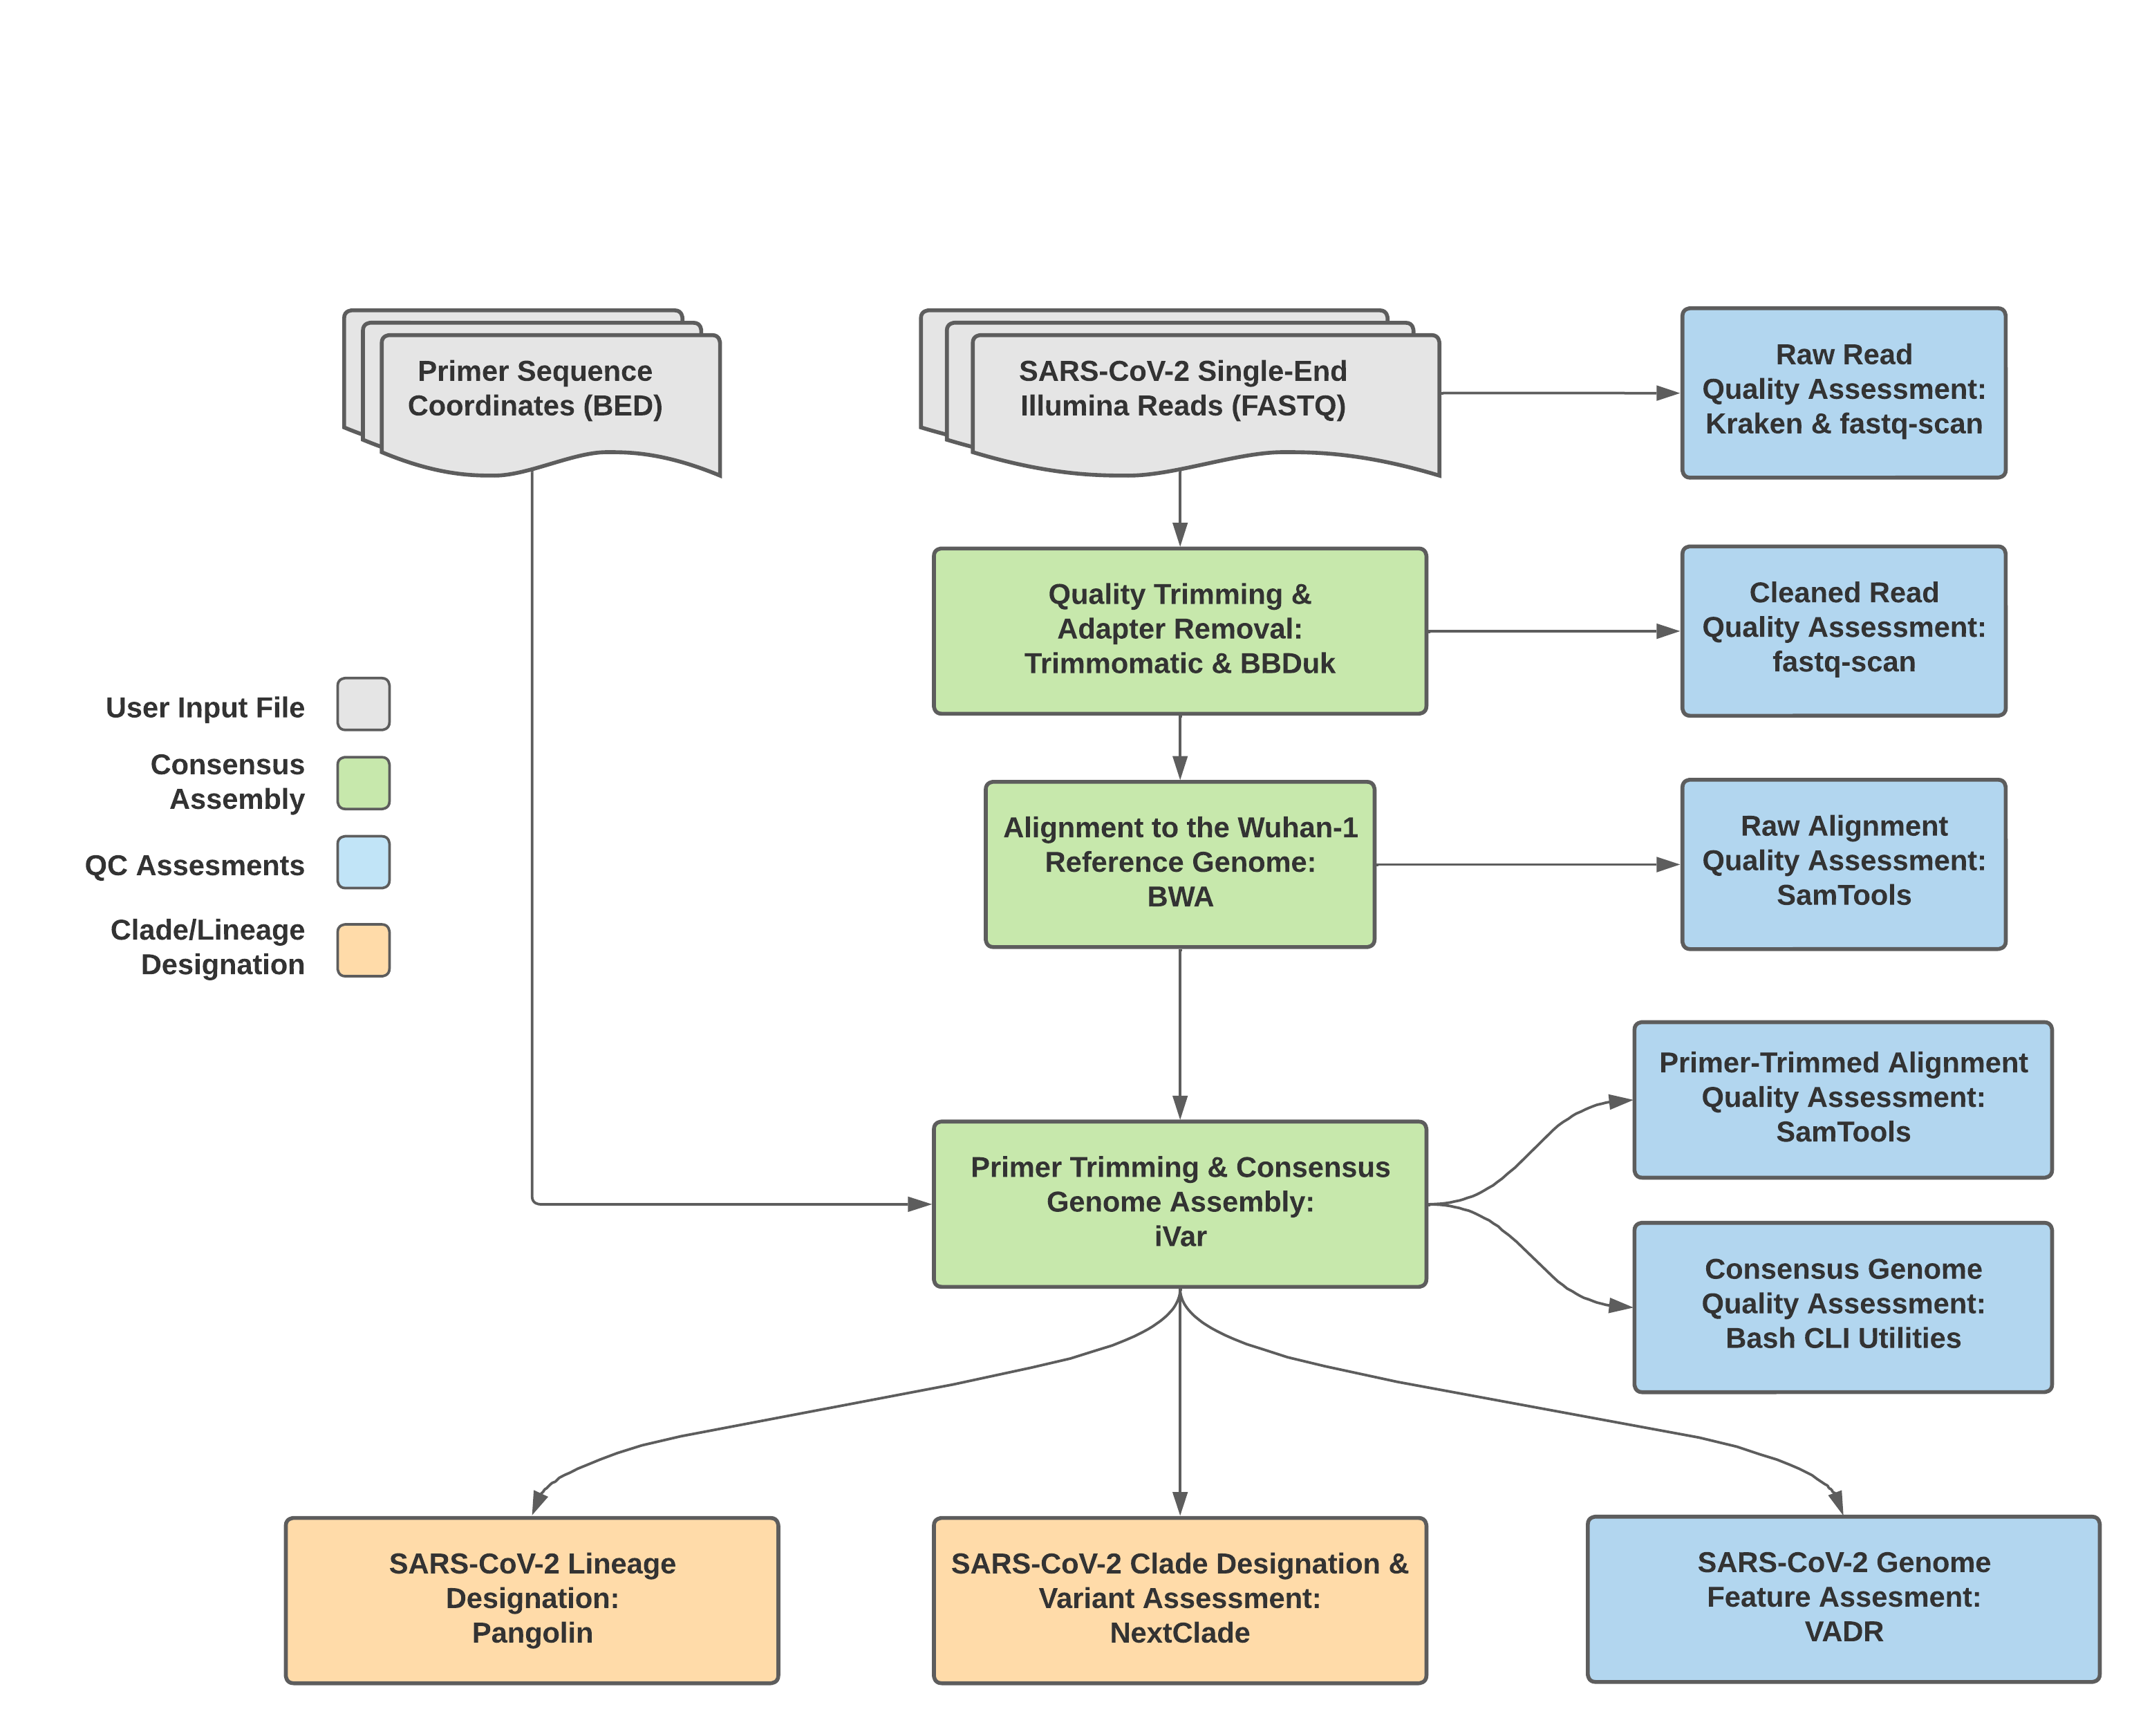 Primer Sequence
Coordinates (BED)
SARS-CoV-2 Single-End
Illumina Reads (FASTQ)
Raw Read
Quality Assessment:
Kraken & fastq-scan
Quality Trimming &
Adapter Removal:
Trimmomatic & BBDuk
Cleaned Read
Quality Assessment:
fastq-scan
User Input File
Consensus
Assembly
QC Assesments
Clade/Lineage
Designation
Alignment to the Wuhan-1
Reference Genome:
BWA
Raw Alignment
Quality Assessment:
SamTools
Primer Trimming & Consensus
Genome Assembly:
iVar
Primer-Trimmed Alignment
Quality Assessment:
SamTools
Consensus Genome
Quality Assessment:
Bash CLI Utilities
SARS-CoV-2 Lineage
Designation:
Pangolin
SARS-CoV-2 Clade Designation &
Variant Assessment:
NextClade
SARS-CoV-2 Genome
Feature Assesment:
VADR